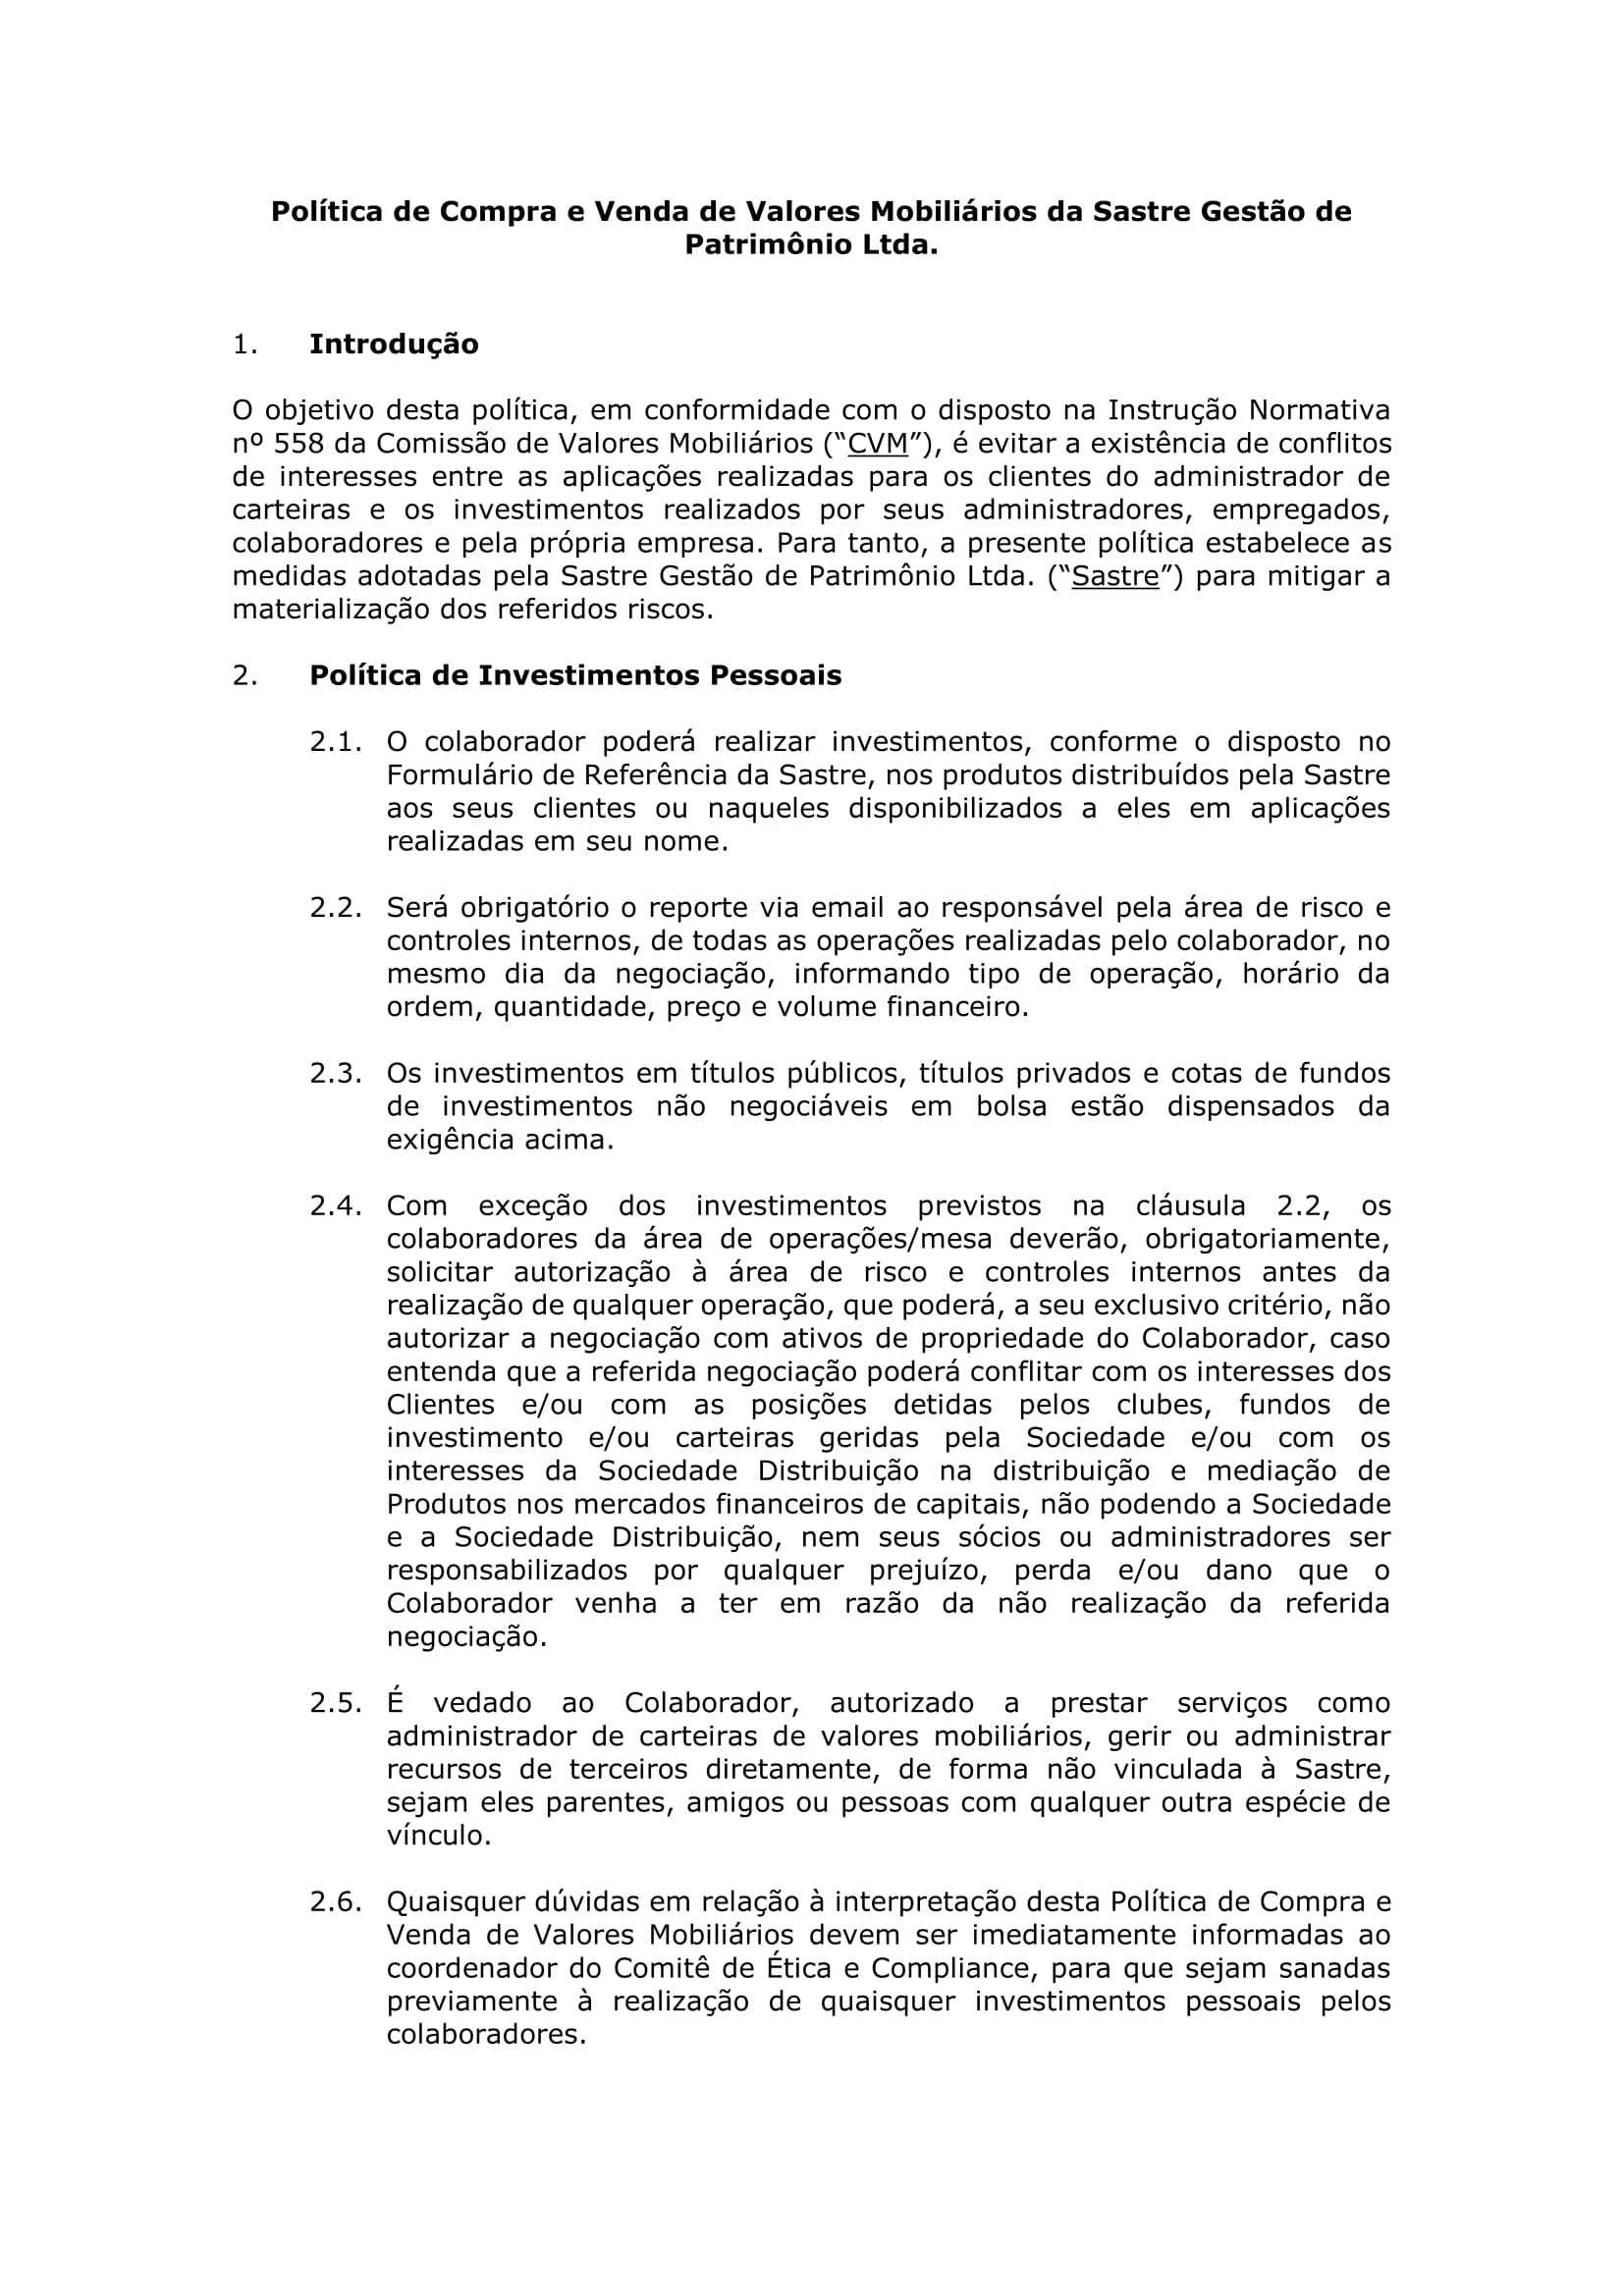 Política de Compra e Venda de Valores Mobiliários da Sastre Gestão de
Patrimônio Ltda.
1. Introdução
O objetivo desta política, em conformidade com o disposto na Instrução Normativa
nº 558 da Comissão de Valores Mobiliários (“CVM”), é evitar a existência de conflitos
de interesses entre as aplicações realizadas para os clientes do administrador de
carteiras e os investimentos realizados por seus administradores, empregados,
colaboradores e pela própria empresa. Para tanto, a presente política estabelece as
medidas adotadas pela Sastre Gestão de Patrimônio Ltda. (“Sastre”) para mitigar a
materialização dos referidos riscos.
2. Política de Investimentos Pessoais
2.1. O colaborador poderá realizar investimentos, conforme o disposto no
Formulário de Referência da Sastre, nos produtos distribuídos pela Sastre
aos seus clientes ou naqueles disponibilizados a eles em aplicações
realizadas em seu nome.
2.2. Será obrigatório o reporte via email ao responsável pela área de risco e
controles internos, de todas as operações realizadas pelo colaborador, no
mesmo dia da negociação, informando tipo de operação, horário da
ordem, quantidade, preço e volume financeiro.
2.3. Os investimentos em títulos públicos, títulos privados e cotas de fundos
de investimentos não negociáveis em bolsa estão dispensados da
exigência acima.
2.4. Com exceção dos investimentos previstos na cláusula 2.2, os
colaboradores da área de operações/mesa deverão, obrigatoriamente,
solicitar autorização à área de risco e controles internos antes da
realização de qualquer operação, que poderá, a seu exclusivo critério, não
autorizar a negociação com ativos de propriedade do Colaborador, caso
entenda que a referida negociação poderá conflitar com os interesses dos
Clientes e/ou com as posições detidas pelos clubes, fundos de
investimento e/ou carteiras geridas pela Sociedade e/ou com os
interesses da Sociedade Distribuição na distribuição e mediação de
Produtos nos mercados financeiros de capitais, não podendo a Sociedade
e a Sociedade Distribuição, nem seus sócios ou administradores ser
responsabilizados por qualquer prejuízo, perda e/ou dano que o
Colaborador venha a ter em razão da não realização da referida
negociação.
2.5. É vedado ao Colaborador, autorizado a prestar serviços como
administrador de carteiras de valores mobiliários, gerir ou administrar
recursos de terceiros diretamente, de forma não vinculada à Sastre,
sejam eles parentes, amigos ou pessoas com qualquer outra espécie de
vínculo.
2.6. Quaisquer dúvidas em relação à interpretação desta Política de Compra e
Venda de Valores Mobiliários devem ser imediatamente informadas ao
coordenador do Comitê de Ética e Compliance, para que sejam sanadas
previamente à realização de quaisquer investimentos pessoais pelos
colaboradores.